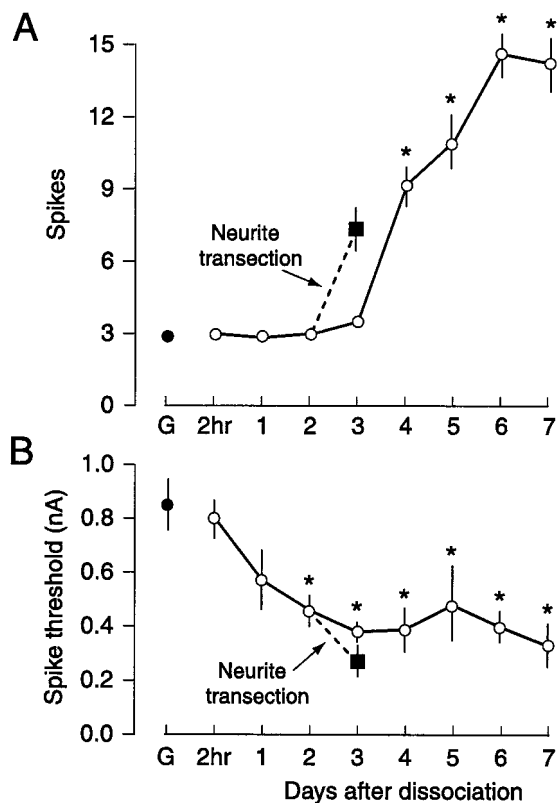 A
15
12
9
6
3
0
Spikes
Neurite
transection
*
*
*
*
G 2hr 1 2 3 4 5 6 7
B
1.0
0.8
0.6
0.4
0.2
0.0
Spike threshold (nA)
Neurite
transection
*
*
*
*
*
*
G 2hr 1 2 3 4 5 6 7
Days after dissociation